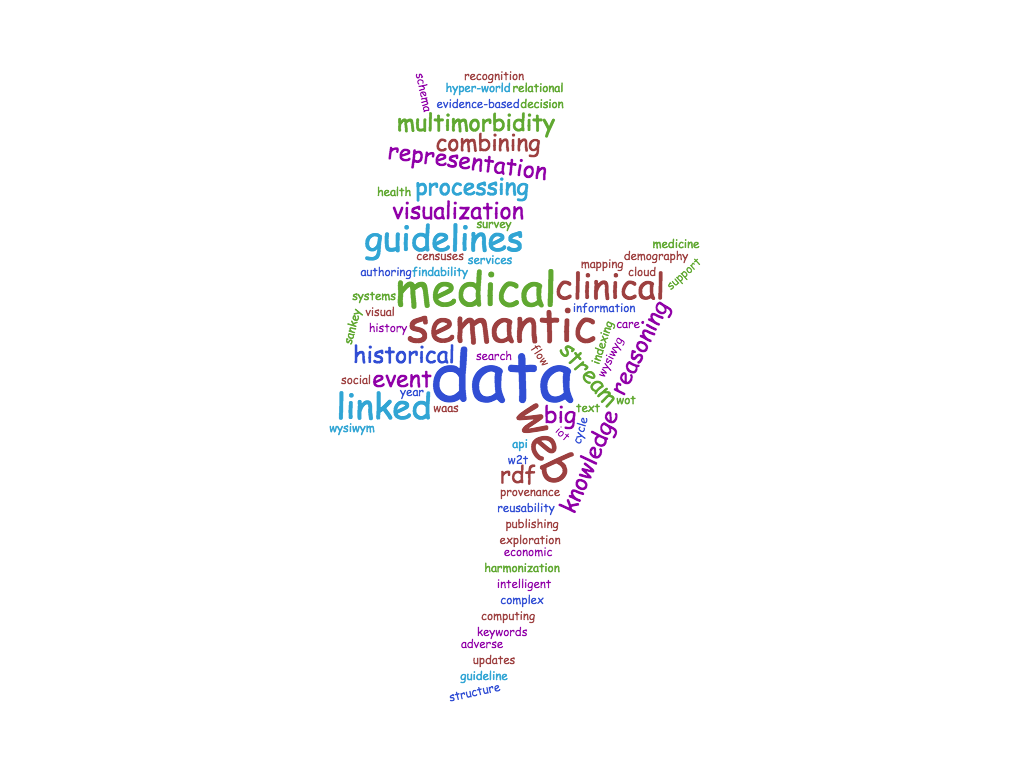 recognition
schema
hyper-world relational
evidence-based decision
multimorbidity
combining
representation
health processing
visualization
survey
guidelines
medicine
censuses services
demography
mapping
authoring findability
cloud
support
medical clinical
systems
visual
information
sankey
history semantic
care
indexing
wysiwyg
reasoning
historical search flow
stream
social event data
year
linked waas
big text wot
wysiwym
web
iot
cycle
knowledge
api
w2t
rdf
provenance
reusability
publishing
exploration
economic
harmonization
intelligent
complex
computing
keywords
adverse
updates
guideline
structure